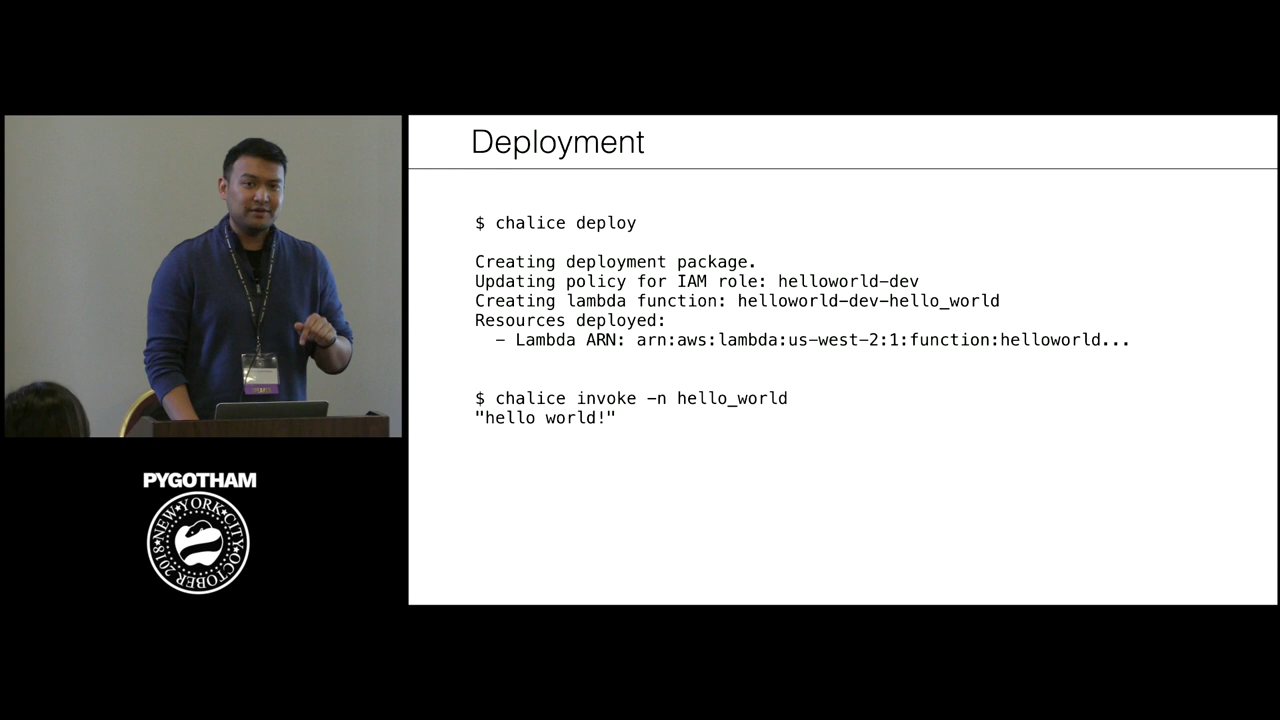 Deployment
$ chalice deploy
Creating deployment package.
Updating policy for IAM role: helloworld-dev
Creating lambda function: helloworld-dev-hello_world
Resources deployed:
- Lambda ARN: arn:aws:lambda:us-west-2:1:function:helloworld...
$ chalice invoke -n hello_world
"hello world!"
PYGOTHAM
NEW★YORK★CITY★OCTOBER 2018★